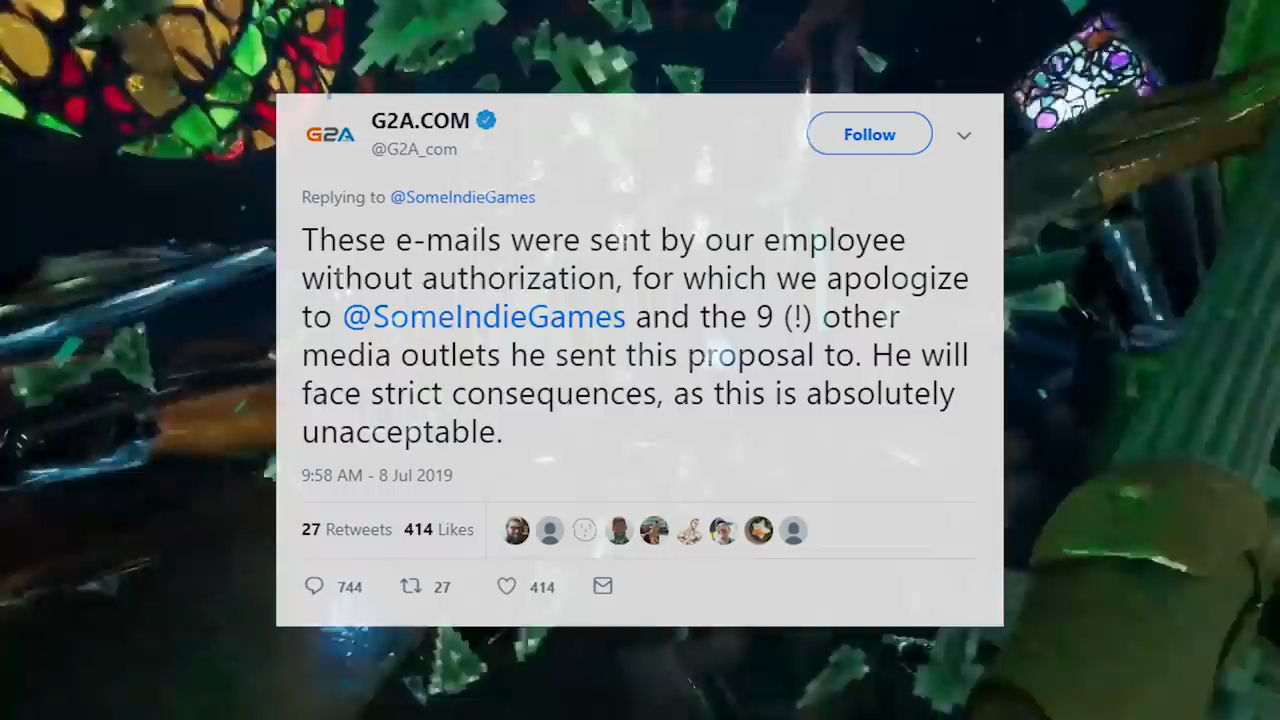 G2A
G2A.COM
@G2A_com
Follow
Replying to @SomeIndieGames
These e-mails were sent by our employee
without authorization, for which we apologize
to @SomeIndieGames and the 9 (!) other
media outlets he sent this proposal to. He will
face strict consequences, as this is absolutely
unacceptable.
9:58 AM - 8 Jul 2019
27 Retweets 414 Likes
744 27 414